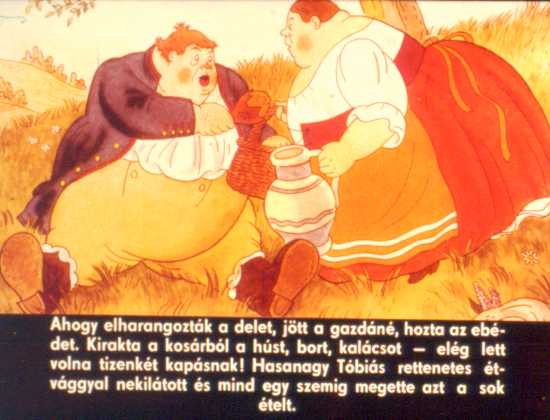 Ahogy elharangozták a delet, jött a gazdáné, hozta az ebé-
det. Kirakta a kosárból a húst, bort, kalácsot — elég lett
volna tizenkét kapásnak! Hasanagy Tóbiás rettenetes ét-
vággyal nekilátott és mind egy szemig megette azt a sok
ételt.